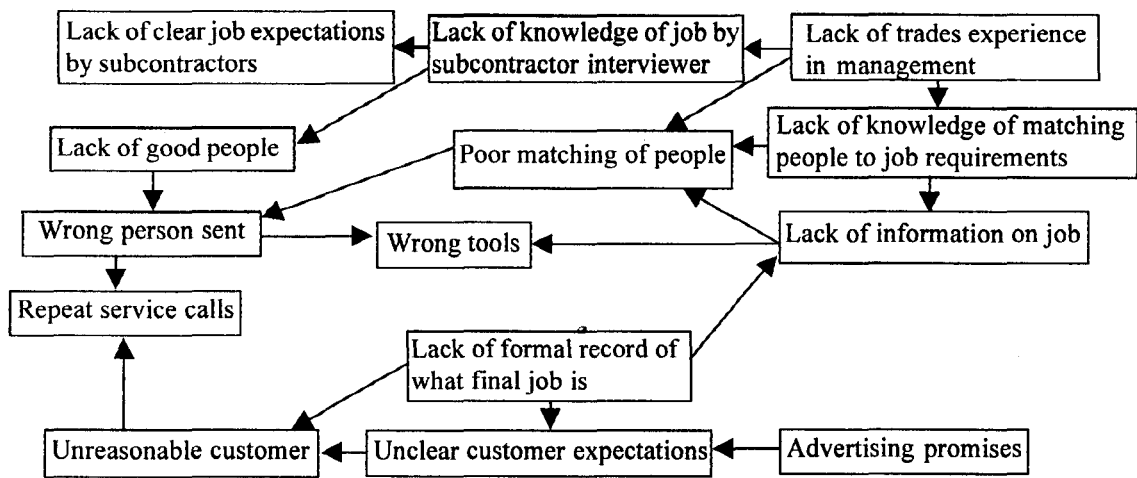 Lack of clear job expectations
by subcontractors
Lack of knowledge of job by
subcontractor interviewer
Lack of trades experience
in management
Lack of good people
Poor matching of people
Lack of knowledge of matching
people to job requirements
Wrong person sent
Wrong tools
Lack of information on job
Repeat service calls
Lack of formal record of
what final job is
Unreasonable customer
Unclear customer expectations
Advertising promises